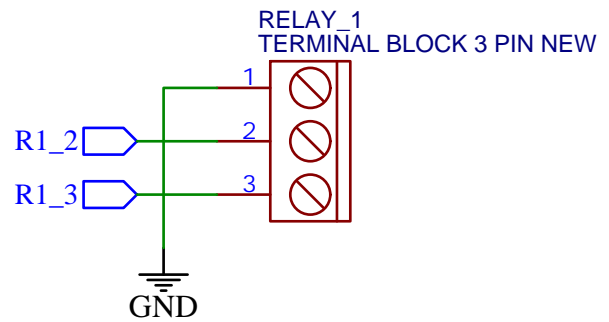 RELAY_1
TERMINAL BLOCK 3 PIN NEW
1
R1_2 2
R1_3 3
GND